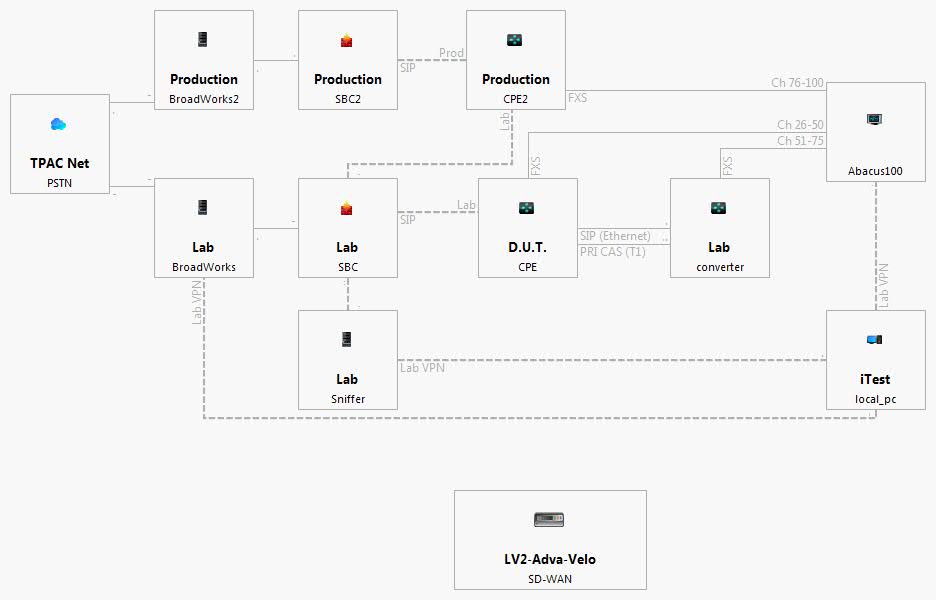 Production
BroadWorks2
Production
SBC2
Prod
SIP
Production
CPE2
FXS
Ch 76-100
TPAC Net
PSTN
Lab
Ch 26-50
Ch 51-75
Abacus100
FXS
FXS
Lab
BroadWorks
Lab
SBC
Lab
SIP
D.U.T.
CPE
SIP (Ethernet)
PRI CAS (T1)
Lab
converter
Lab VPN
Lab VPN
Lab
Sniffer
Lab VPN
iTest
local_pc
LV2-Adva-Velo
SD-WAN